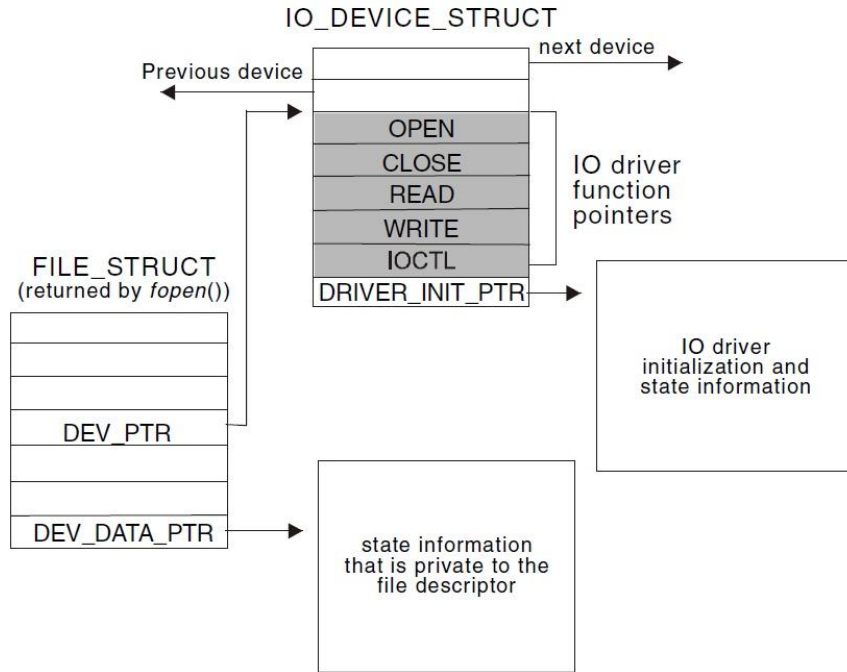 IO_DEVICE_STRUCT
next device
Previous device
OPEN
CLOSE
READ
WRITE
IOCTL
DRIVER_INIT_PTR
IO driver
function
pointers
FILE_STRUCT
(returned by fopen())
DEV_PTR
DEV_DATA_PTR
IO driver
initialization and
state information
state information
that is private to the
file descriptor